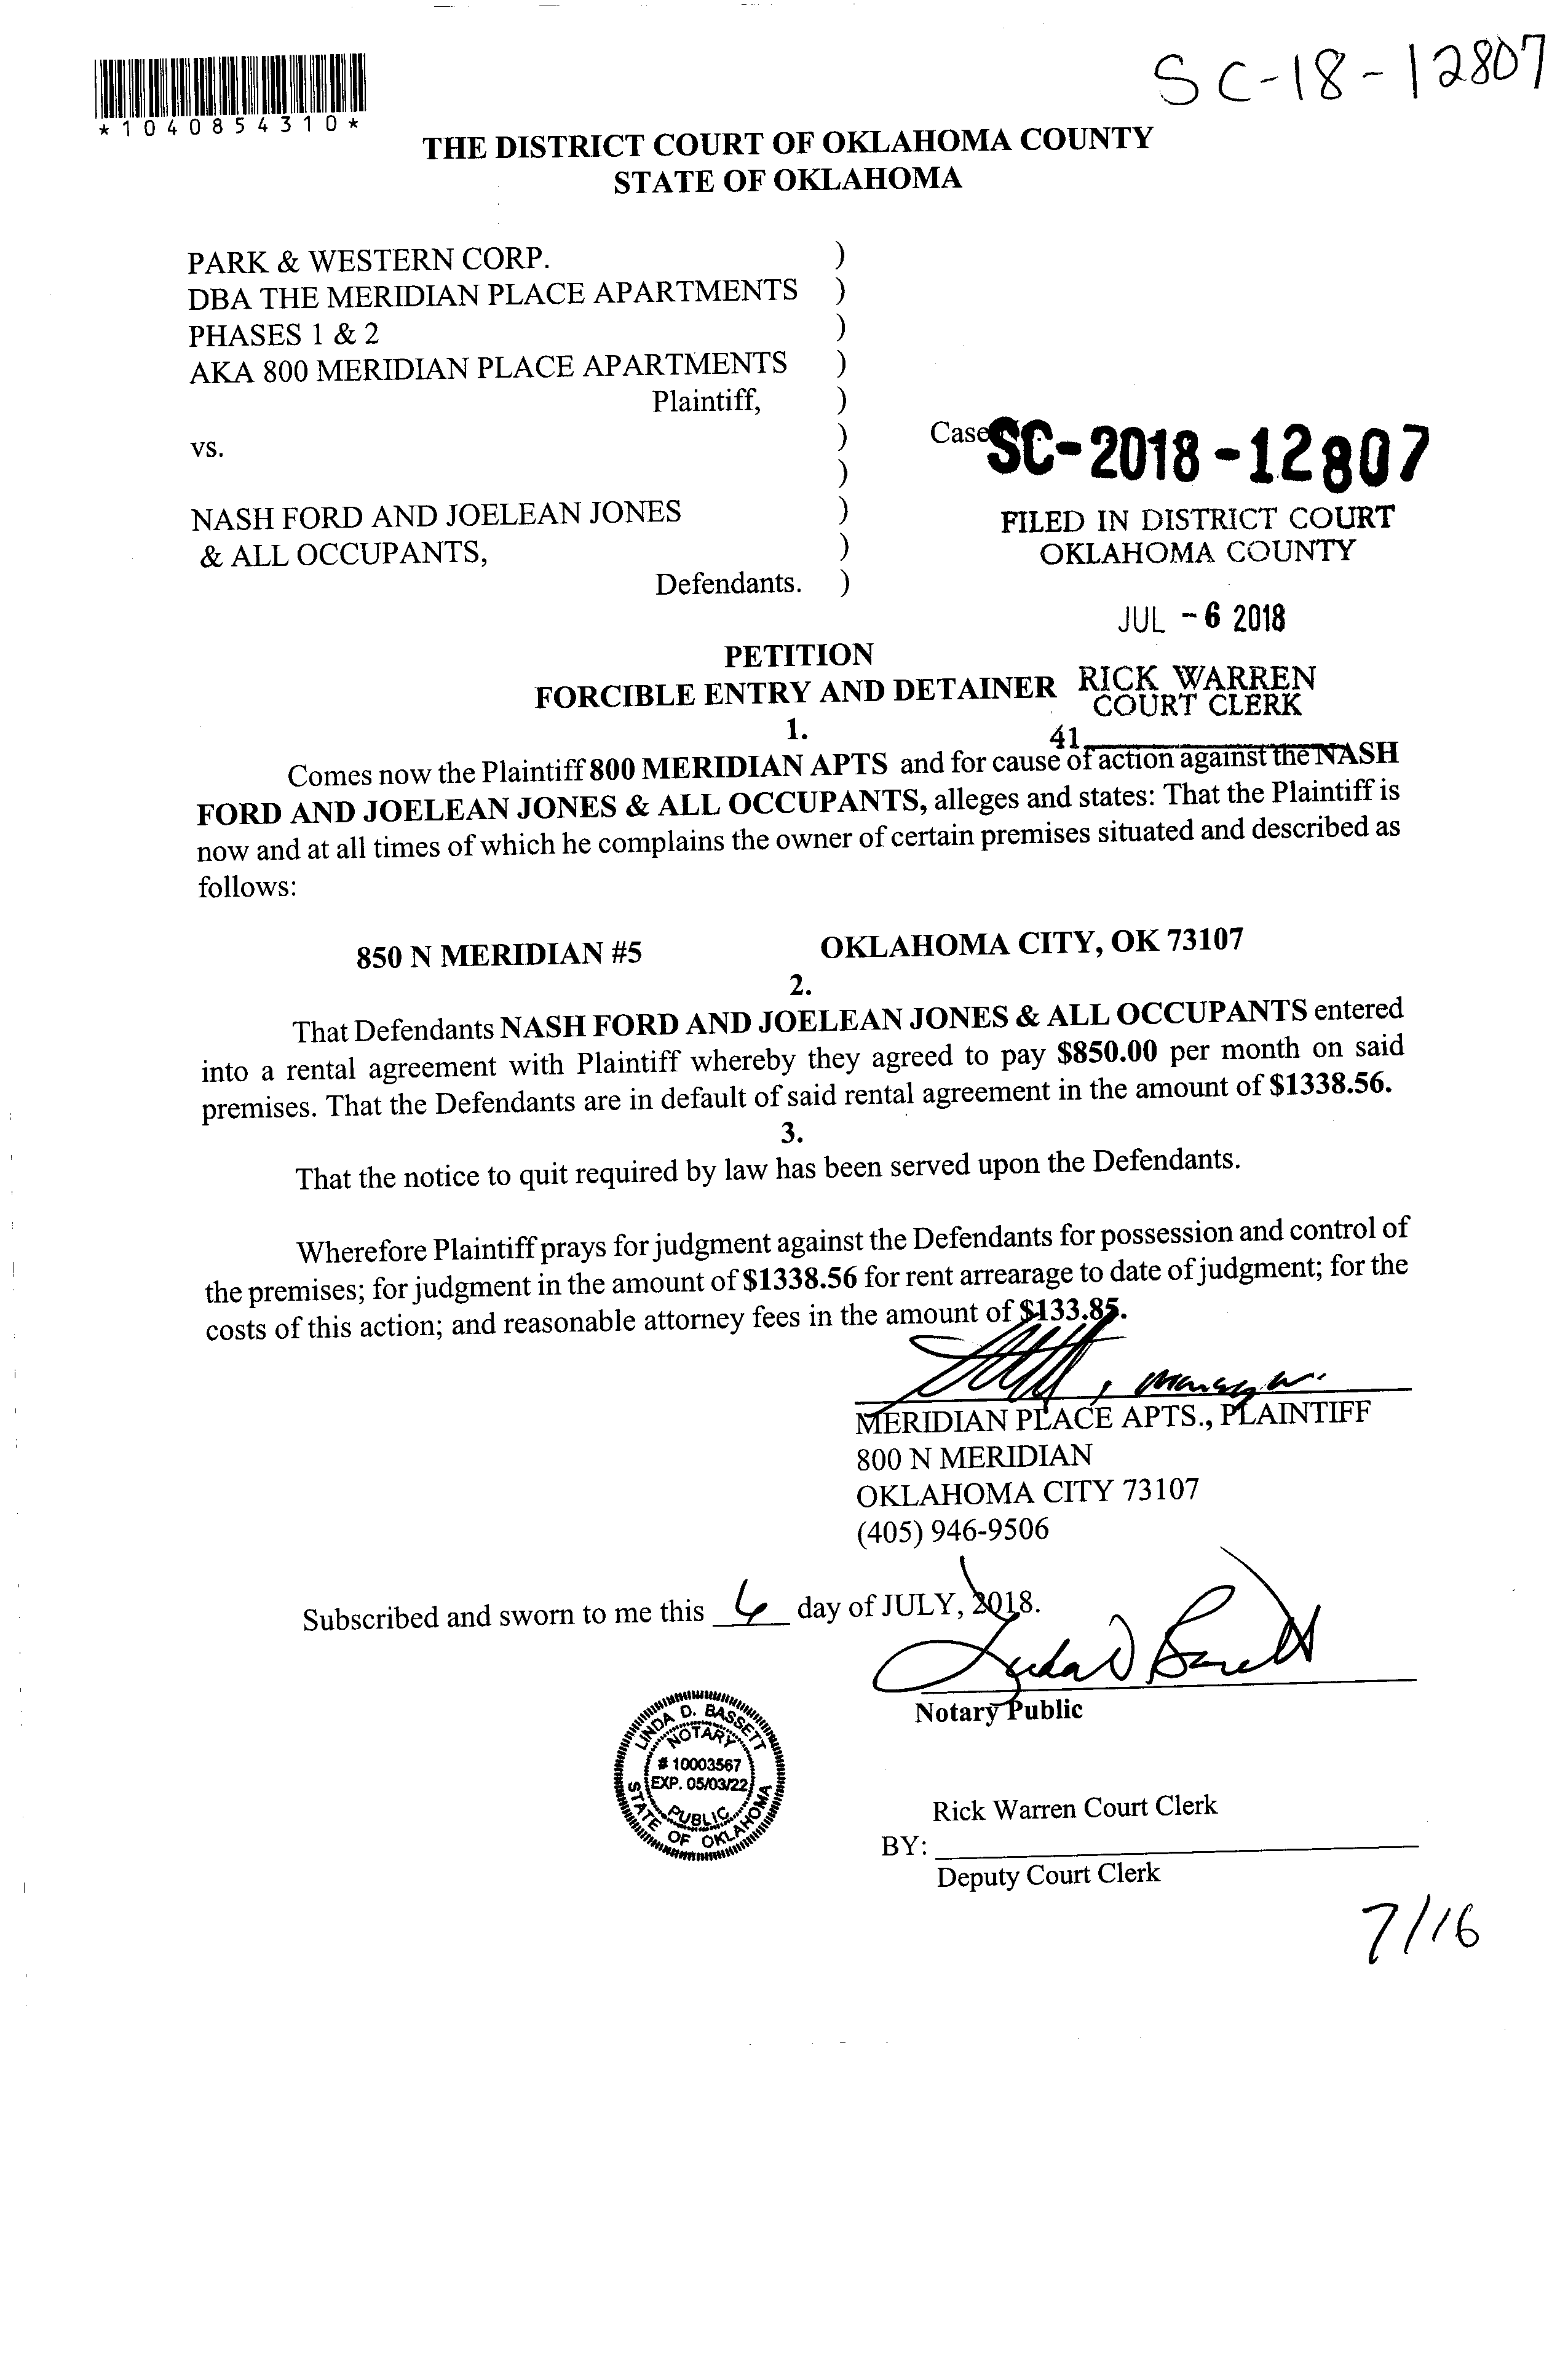 SC-18-12807
*1040854310*
THE DISTRICT COURT OF OKLAHOMA COUNTY
STATE OF OKLAHOMA
PARK & WESTERN CORP. )
DBA THE MERIDIAN PLACE APARTMENTS )
PHASES 1 & 2 )
AKA 800 MERIDIAN PLACE APARTMENTS )
Plaintiff, )
vs. ) Case SC-2018-12807
)
NASH FORD AND JOELEAN JONES )
& ALL OCCUPANTS, )
Defendants. )
FILED IN DISTRICT COURT
OKLAHOMA COUNTY
JUL -6 2018
RICK WARREN
COURT CLERK
41
PETITION
FORCIBLE ENTRY AND DETAINER
1.
Comes now the Plaintiff 800 MERIDIAN APTS and for cause of action against the NASH
FORD AND JOELEAN JONES & ALL OCCUPANTS, alleges and states: That the Plaintiff is
now and at all times of which he complains the owner of certain premises situated and described as
follows:
850 N MERIDIAN #5 OKLAHOMA CITY, OK 73107
2.
That Defendants NASH FORD AND JOELEAN JONES & ALL OCCUPANTS entered
into a rental agreement with Plaintiff whereby they agreed to pay $850.00 per month on said
premises. That the Defendants are in default of said rental agreement in the amount of $1338.56.
3.
That the notice to quit required by law has been served upon the Defendants.
Wherefore Plaintiff prays for judgment against the Defendants for possession and control of
the premises; for judgment in the amount of $1338.56 for rent arrearage to date of judgment; for the
costs of this action; and reasonable attorney fees in the amount of $133.85.
, manager.
MERIDIAN PLACE APTS., PLAINTIFF
800 N MERIDIAN
OKLAHOMA CITY 73107
(405) 946-9506
Subscribed and sworn to me this 6 day of JULY, 2018.
Linda D Bassett
Notary Public
LINDA D. BASSETT
NOTARY
# 10003567
EXP. 05/03/22
PUBLIC
STATE OF OKLAHOMA
Rick Warren Court Clerk
BY:
Deputy Court Clerk
7/16